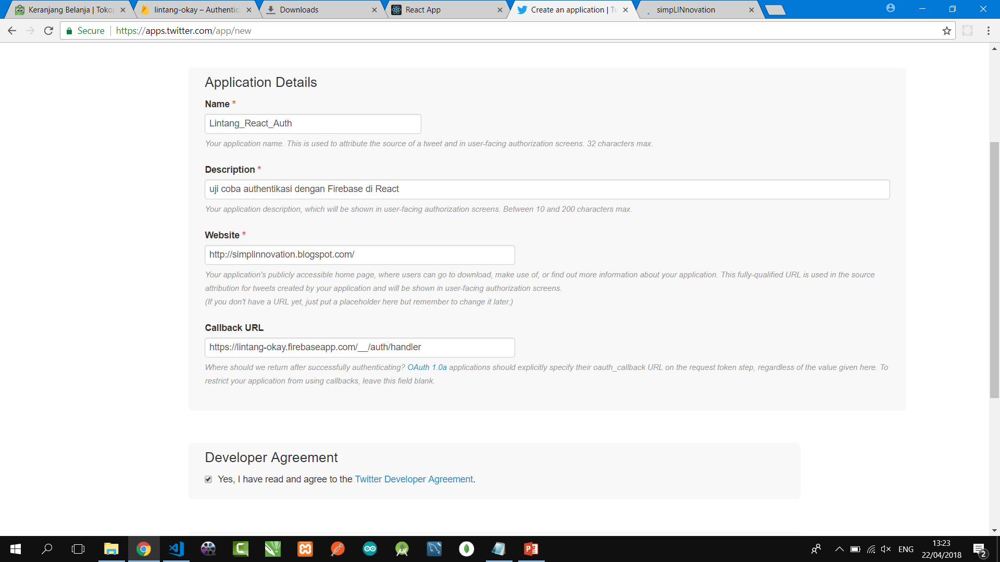 Keranjang Belanja | Tokop
lintang-okay – Authentic
Downloads
React App
Create an application | Tw
simpLINnovation
Secure
https://apps.twitter.com/app/new
Application Details
Name *
Lintang_React_Auth
Your application name. This is used to attribute the source of a tweet and in user-facing authorization screens. 32 characters max.
Description *
uji coba authentikasi dengan Firebase di React
Your application description, which will be shown in user-facing authorization screens. Between 10 and 200 characters max.
Website *
http://simplinnovation.blogspot.com/
Your application's publicly accessible home page, where users can go to download, make use of, or find out more information about your application. This fully-qualified URL is used in the source
attribution for tweets created by your application and will be shown in user-facing authorization screens.
(If you don't have a URL yet, just put a placeholder here but remember to change it later.)
Callback URL
https://lintang-okay.firebaseapp.com/__/auth/handler
Where should we return after successfully authenticating? OAuth 1.0a applications should explicitly specify their oauth_callback URL on the request token step, regardless of the value given here. To
restrict your application from using callbacks, leave this field blank.
Developer Agreement
Yes, I have read and agree to the Twitter Developer Agreement.
ENG
13:23
22/04/2018
2